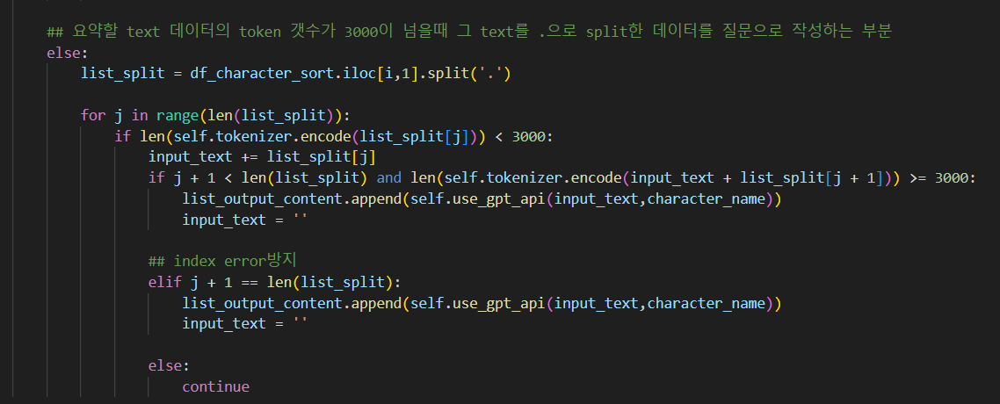 ## 요약할 text 데이터의 token 갯수가 3000이 넘을때 그 text를 .으로 split한 데이터를 질문으로 작성하는 부분
else:
    list_split = df_character_sort.iloc[i,1].split('.')

    for j in range(len(list_split)):
        if len(self.tokenizer.encode(list_split[j])) < 3000:
            input_text += list_split[j]
            if j + 1 < len(list_split) and len(self.tokenizer.encode(input_text + list_split[j + 1])) >= 3000:
                list_output_content.append(self.use_gpt_api(input_text,character_name))
                input_text = ''

            ## index error방지
            elif j + 1 == len(list_split):
                list_output_content.append(self.use_gpt_api(input_text,character_name))
                input_text = ''

            else:
                continue